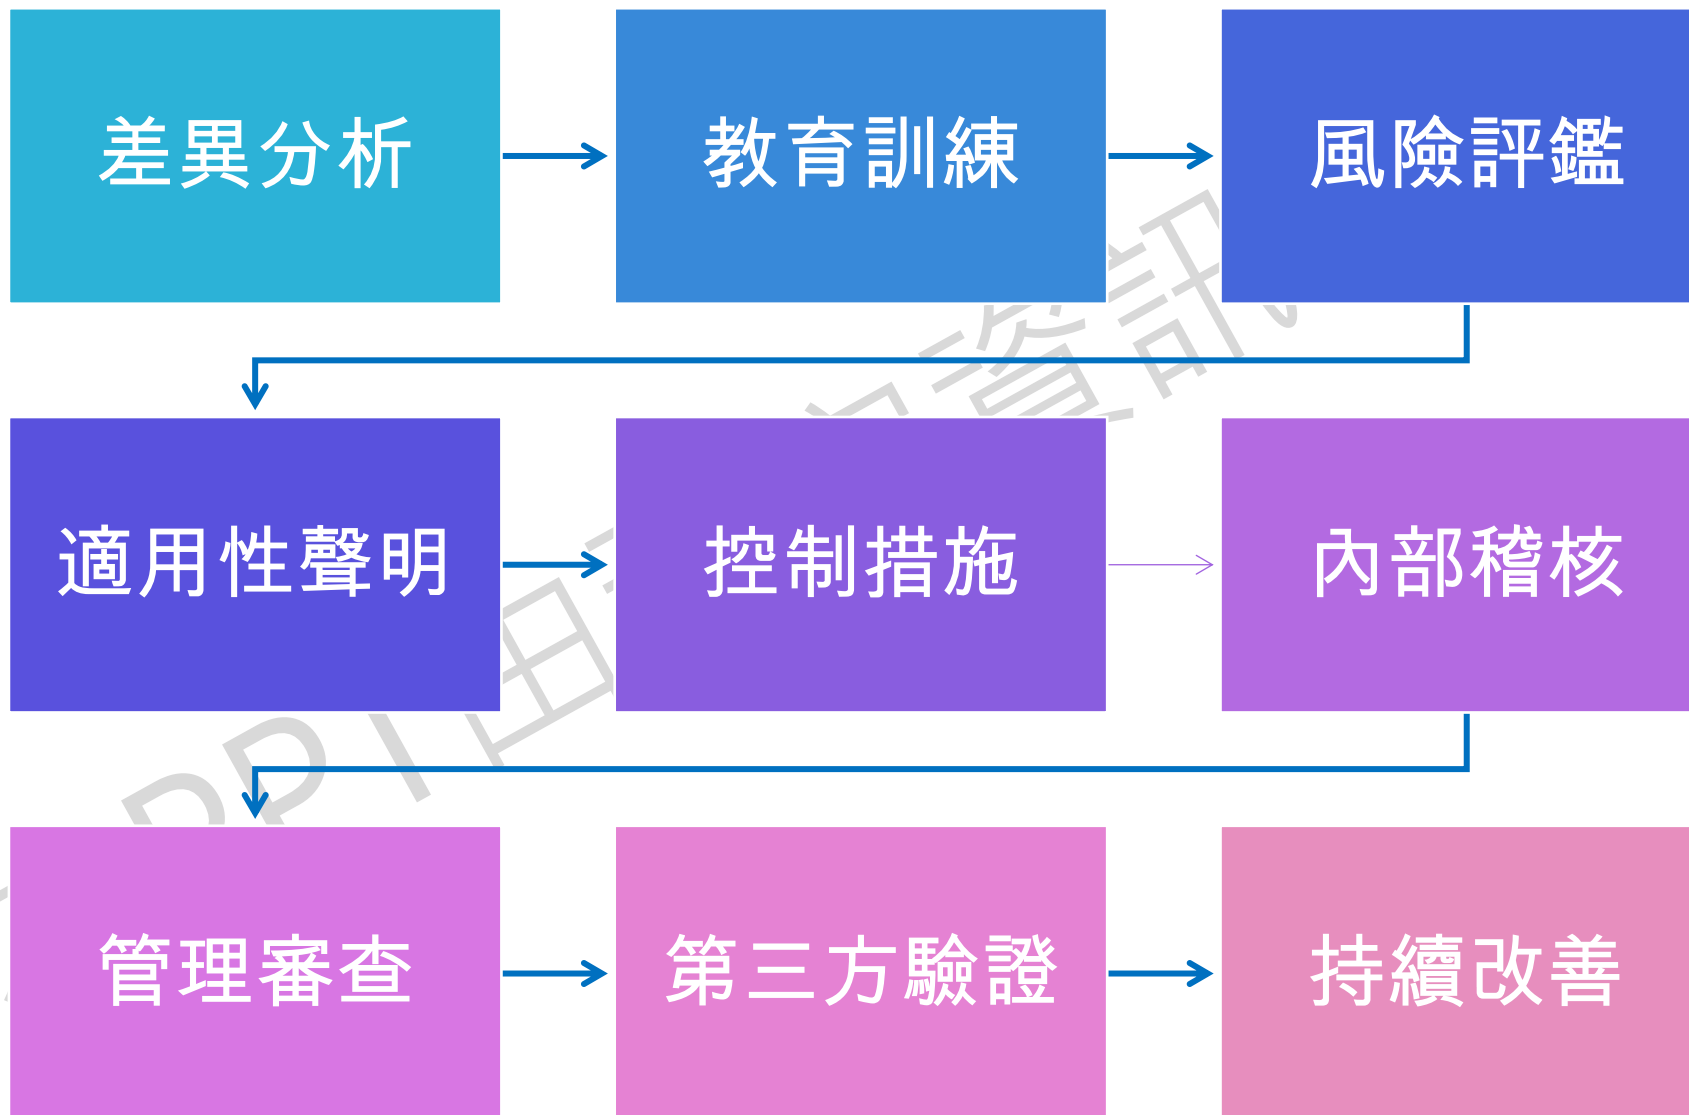 差異分析
教育訓練
風險評鑑
適用性聲明
控制措施
內部稽核
管理審查
第三方驗證
持續改善